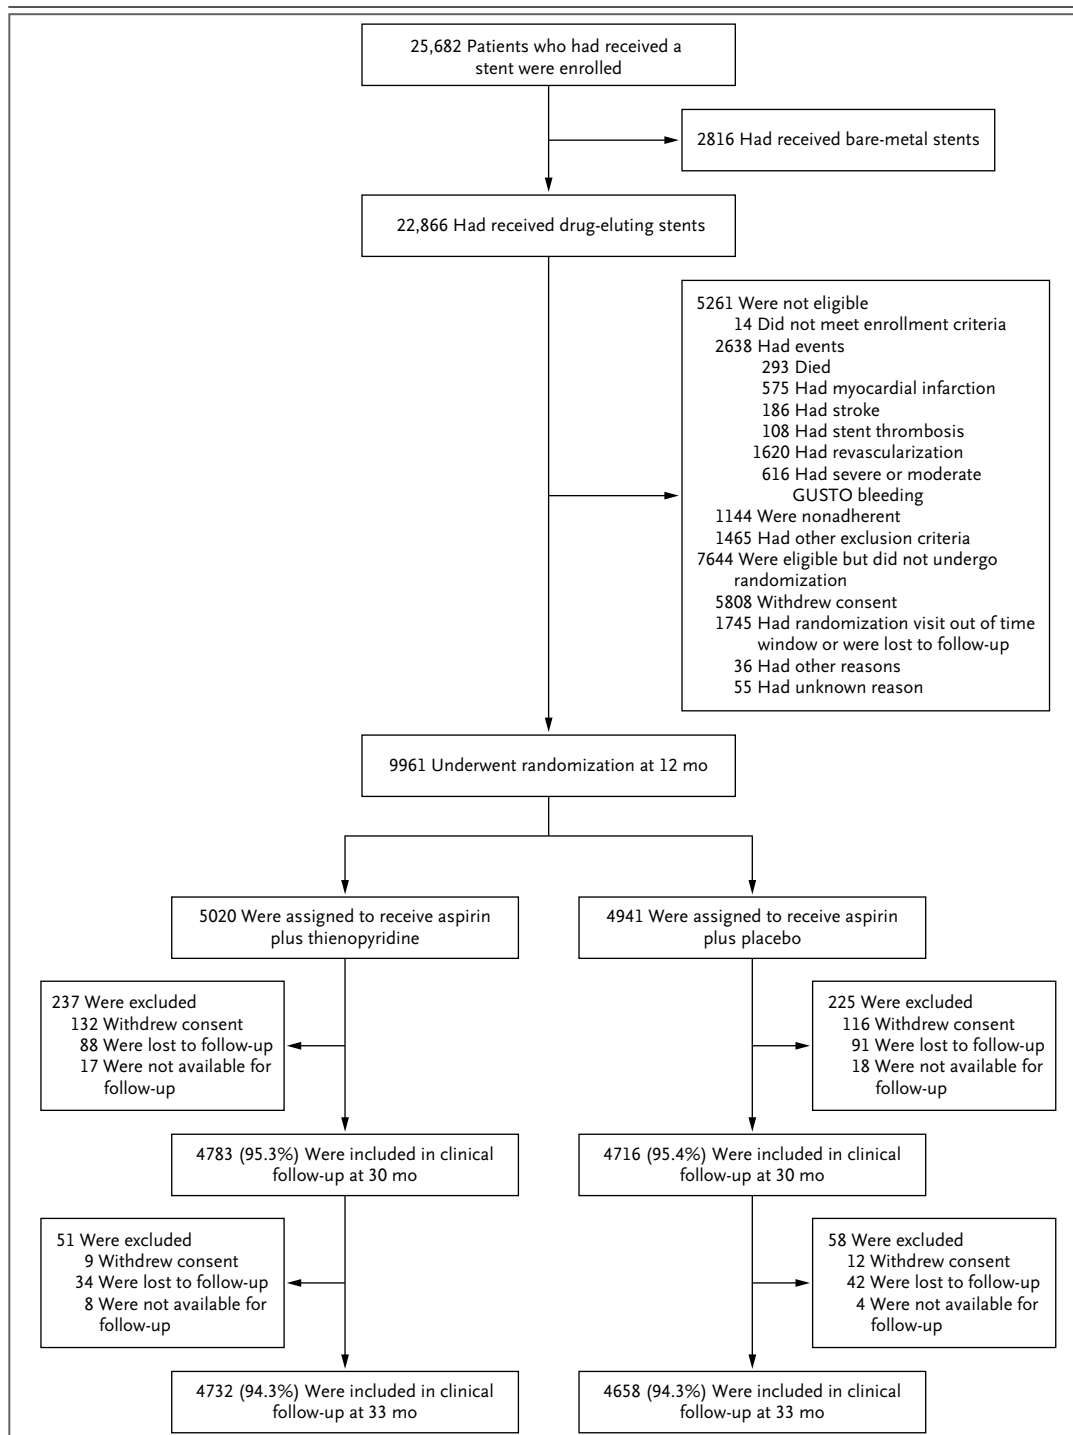 25,682 Patients who had received a
stent were enrolled
2816 Had received bare-metal stents
22,866 Had received drug-eluting stents
5261 Were not eligible
14 Did not meet enrollment criteria
2638 Had events
293 Died
575 Had myocardial infarction
186 Had stroke
108 Had stent thrombosis
1620 Had revascularization
616 Had severe or moderate
GUSTO bleeding
1144 Were nonadherent
1465 Had other exclusion criteria
7644 Were eligible but did not undergo
randomization
5808 Withdrew consent
1745 Had randomization visit out of time
window or were lost to follow-up
36 Had other reasons
55 Had unknown reason
9961 Underwent randomization at 12 mo
5020 Were assigned to receive aspirin
plus thienopyridine
4941 Were assigned to receive aspirin
plus placebo
237 Were excluded
132 Withdrew consent
88 Were lost to follow-up
17 Were not available for
follow-up
225 Were excluded
116 Withdrew consent
91 Were lost to follow-up
18 Were not available for
follow-up
4783 (95.3%) Were included in clinical
follow-up at 30 mo
4716 (95.4%) Were included in clinical
follow-up at 30 mo
51 Were excluded
9 Withdrew consent
34 Were lost to follow-up
8 Were not available for
follow-up
58 Were excluded
12 Withdrew consent
42 Were lost to follow-up
4 Were not available for
follow-up
4732 (94.3%) Were included in clinical
follow-up at 33 mo
4658 (94.3%) Were included in clinical
follow-up at 33 mo